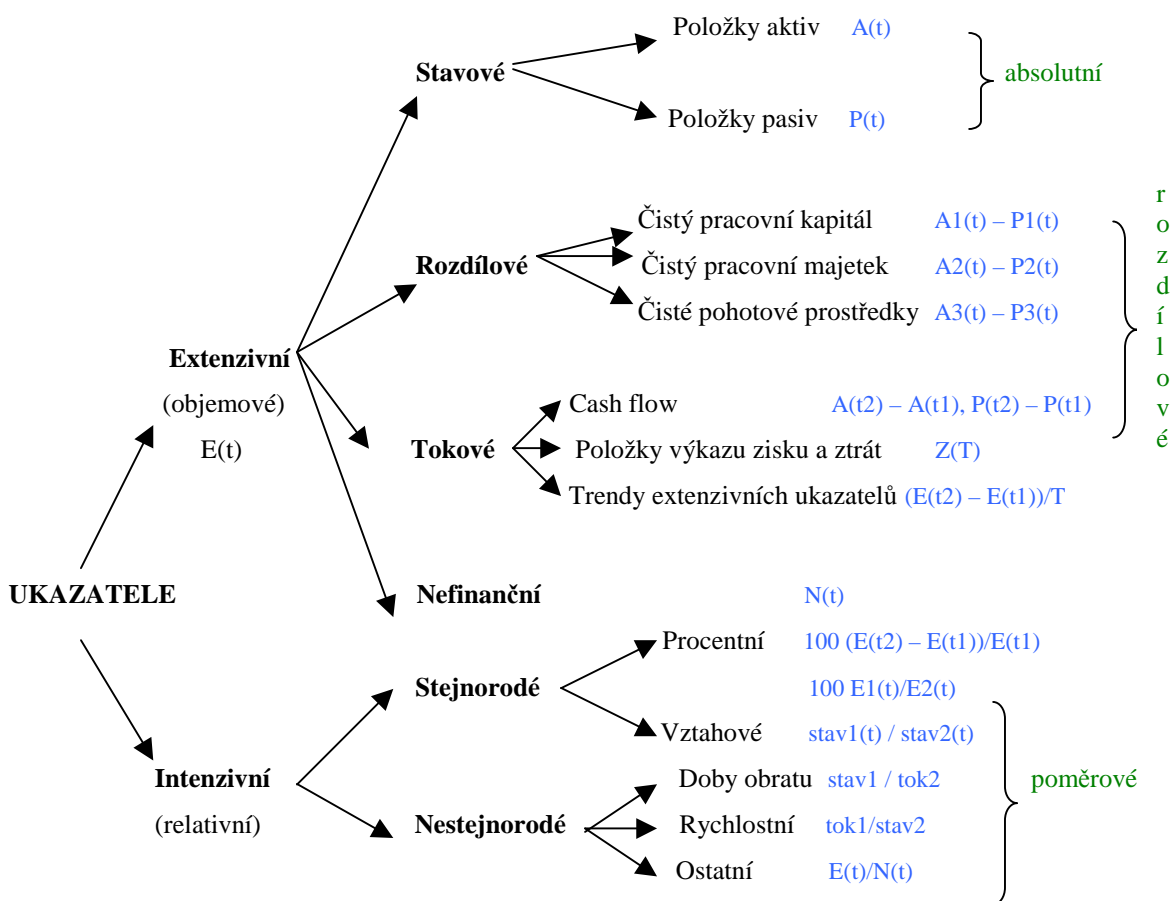 Položky aktiv A(t)
Stavové
absolutní
Položky pasiv P(t)
rozdílové
Čistý pracovní kapitál A1(t) – P1(t)
Rozdílové
Čistý pracovní majetek A2(t) – P2(t)
Čisté pohotové prostředky A3(t) – P3(t)
Extenzivní
(objemové)
E(t)
Cash flow A(t2) – A(t1), P(t2) – P(t1)
Tokové
Položky výkazu zisku a ztrát Z(T)
Trendy extenzivních ukazatelů (E(t2) – E(t1))/T
UKAZATELE
Nefinanční N(t)
Procentní 100 (E(t2) – E(t1))/E(t1)
Stejnorodé 100 E1(t)/E2(t)
Vztahové stav1(t) / stav2(t)
Intenzivní
(relativní)
Doby obratu stav1 / tok2
poměrové
Nestejnorodé
Rychlostní tok1/stav2
Ostatní E(t)/N(t)